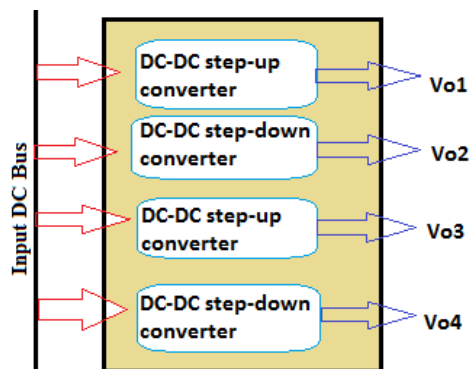 Input DC Bus
DC-DC step-up
converter
Vo1
DC-DC step-down
converter
Vo2
DC-DC step-up
converter
Vo3
DC-DC step-down
converter
Vo4